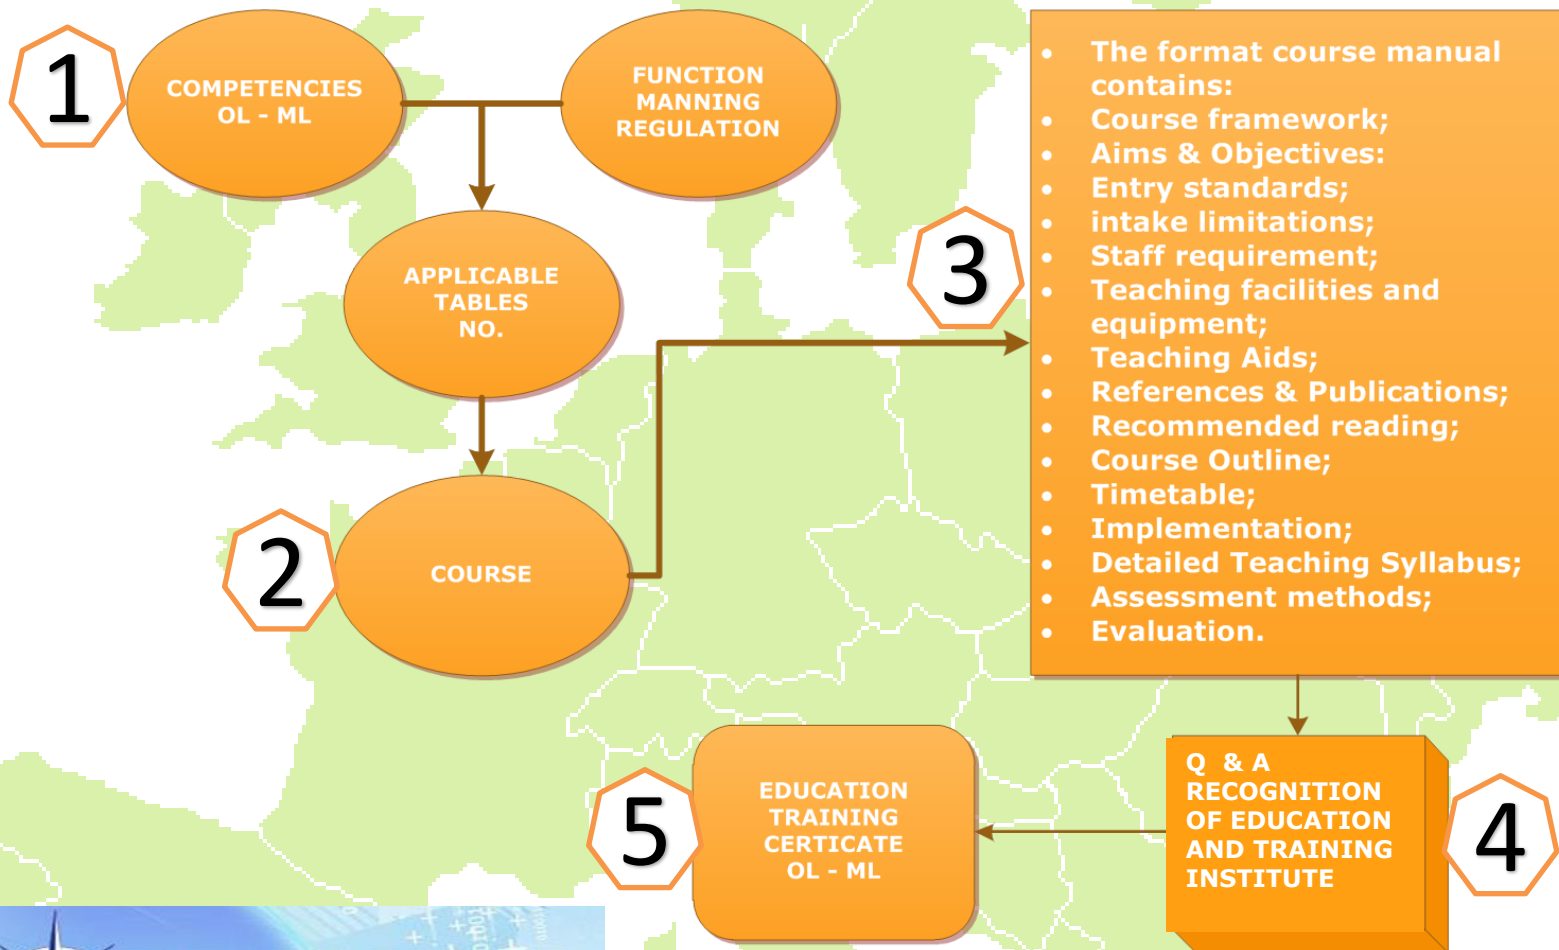 1
COMPETENCIES
OL - ML
FUNCTION
MANNING
REGULATION
APPLICABLE
TABLES
NO.
2
COURSE
3
• The format course manual
contains:
• Course framework;
• Aims & Objectives:
• Entry standards;
• intake limitations;
• Staff requirement;
• Teaching facilities and
equipment;
• Teaching Aids;
• References & Publications;
• Recommended reading;
• Course Outline;
• Timetable;
• Implementation;
• Detailed Teaching Syllabus;
• Assessment methods;
• Evaluation.
Q & A
RECOGNITION
OF EDUCATION
AND TRAINING
INSTITUTE
4
5
EDUCATION
TRAINING
CERTICATE
OL - ML